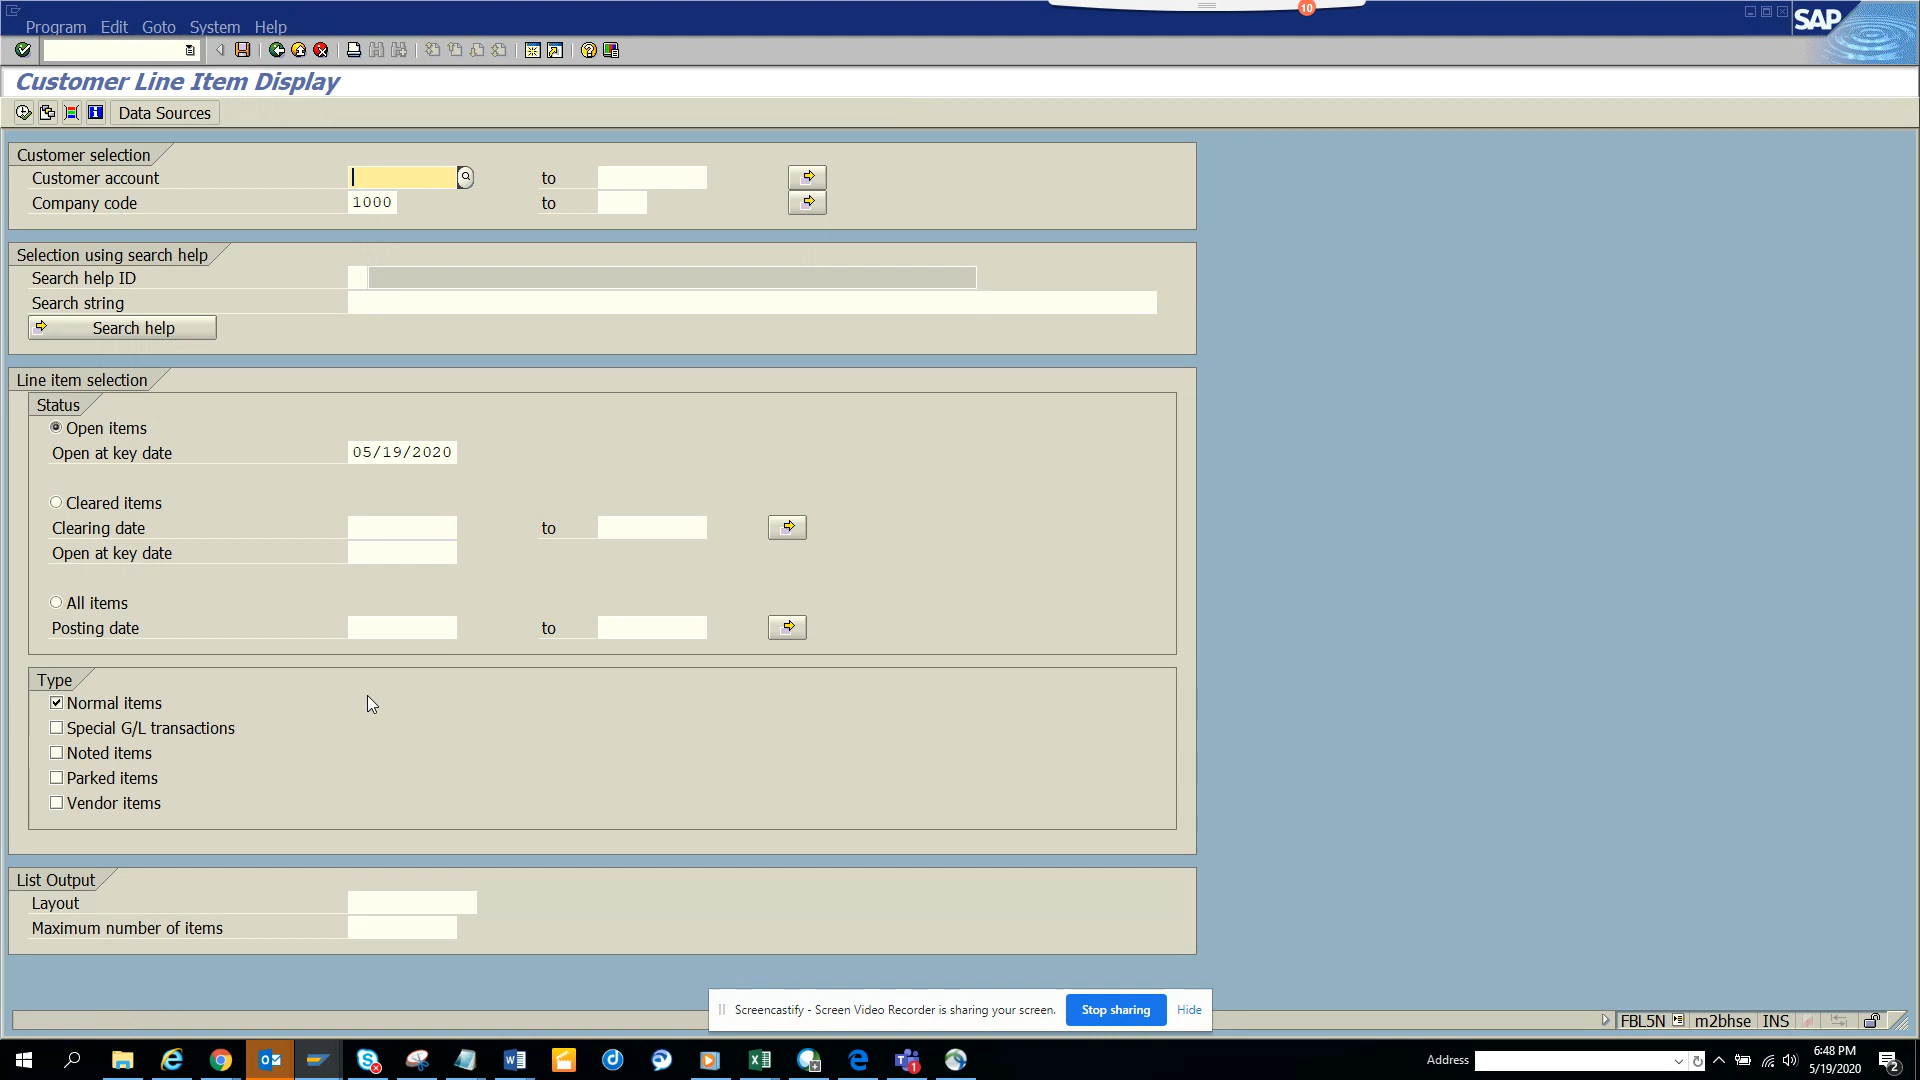 10
SAP
Program Edit Goto System Help
Customer Line Item Display
Data Sources
Customer selection
Customer account to
Company code 1000 to
Selection using search help
Search help ID
Search string
Search help
Line item selection
Status
Open items
Open at key date 05/19/2020
Cleared items
Clearing date to
Open at key date
All items
Posting date to
Type
Normal items
Special G/L transactions
Noted items
Parked items
Vendor items
List Output
Layout
Maximum number of items
Screencastify - Screen Video Recorder is sharing your screen. Stop sharing Hide
FBL5N m2bhse INS
Address
6:48 PM
5/19/2020
1
2